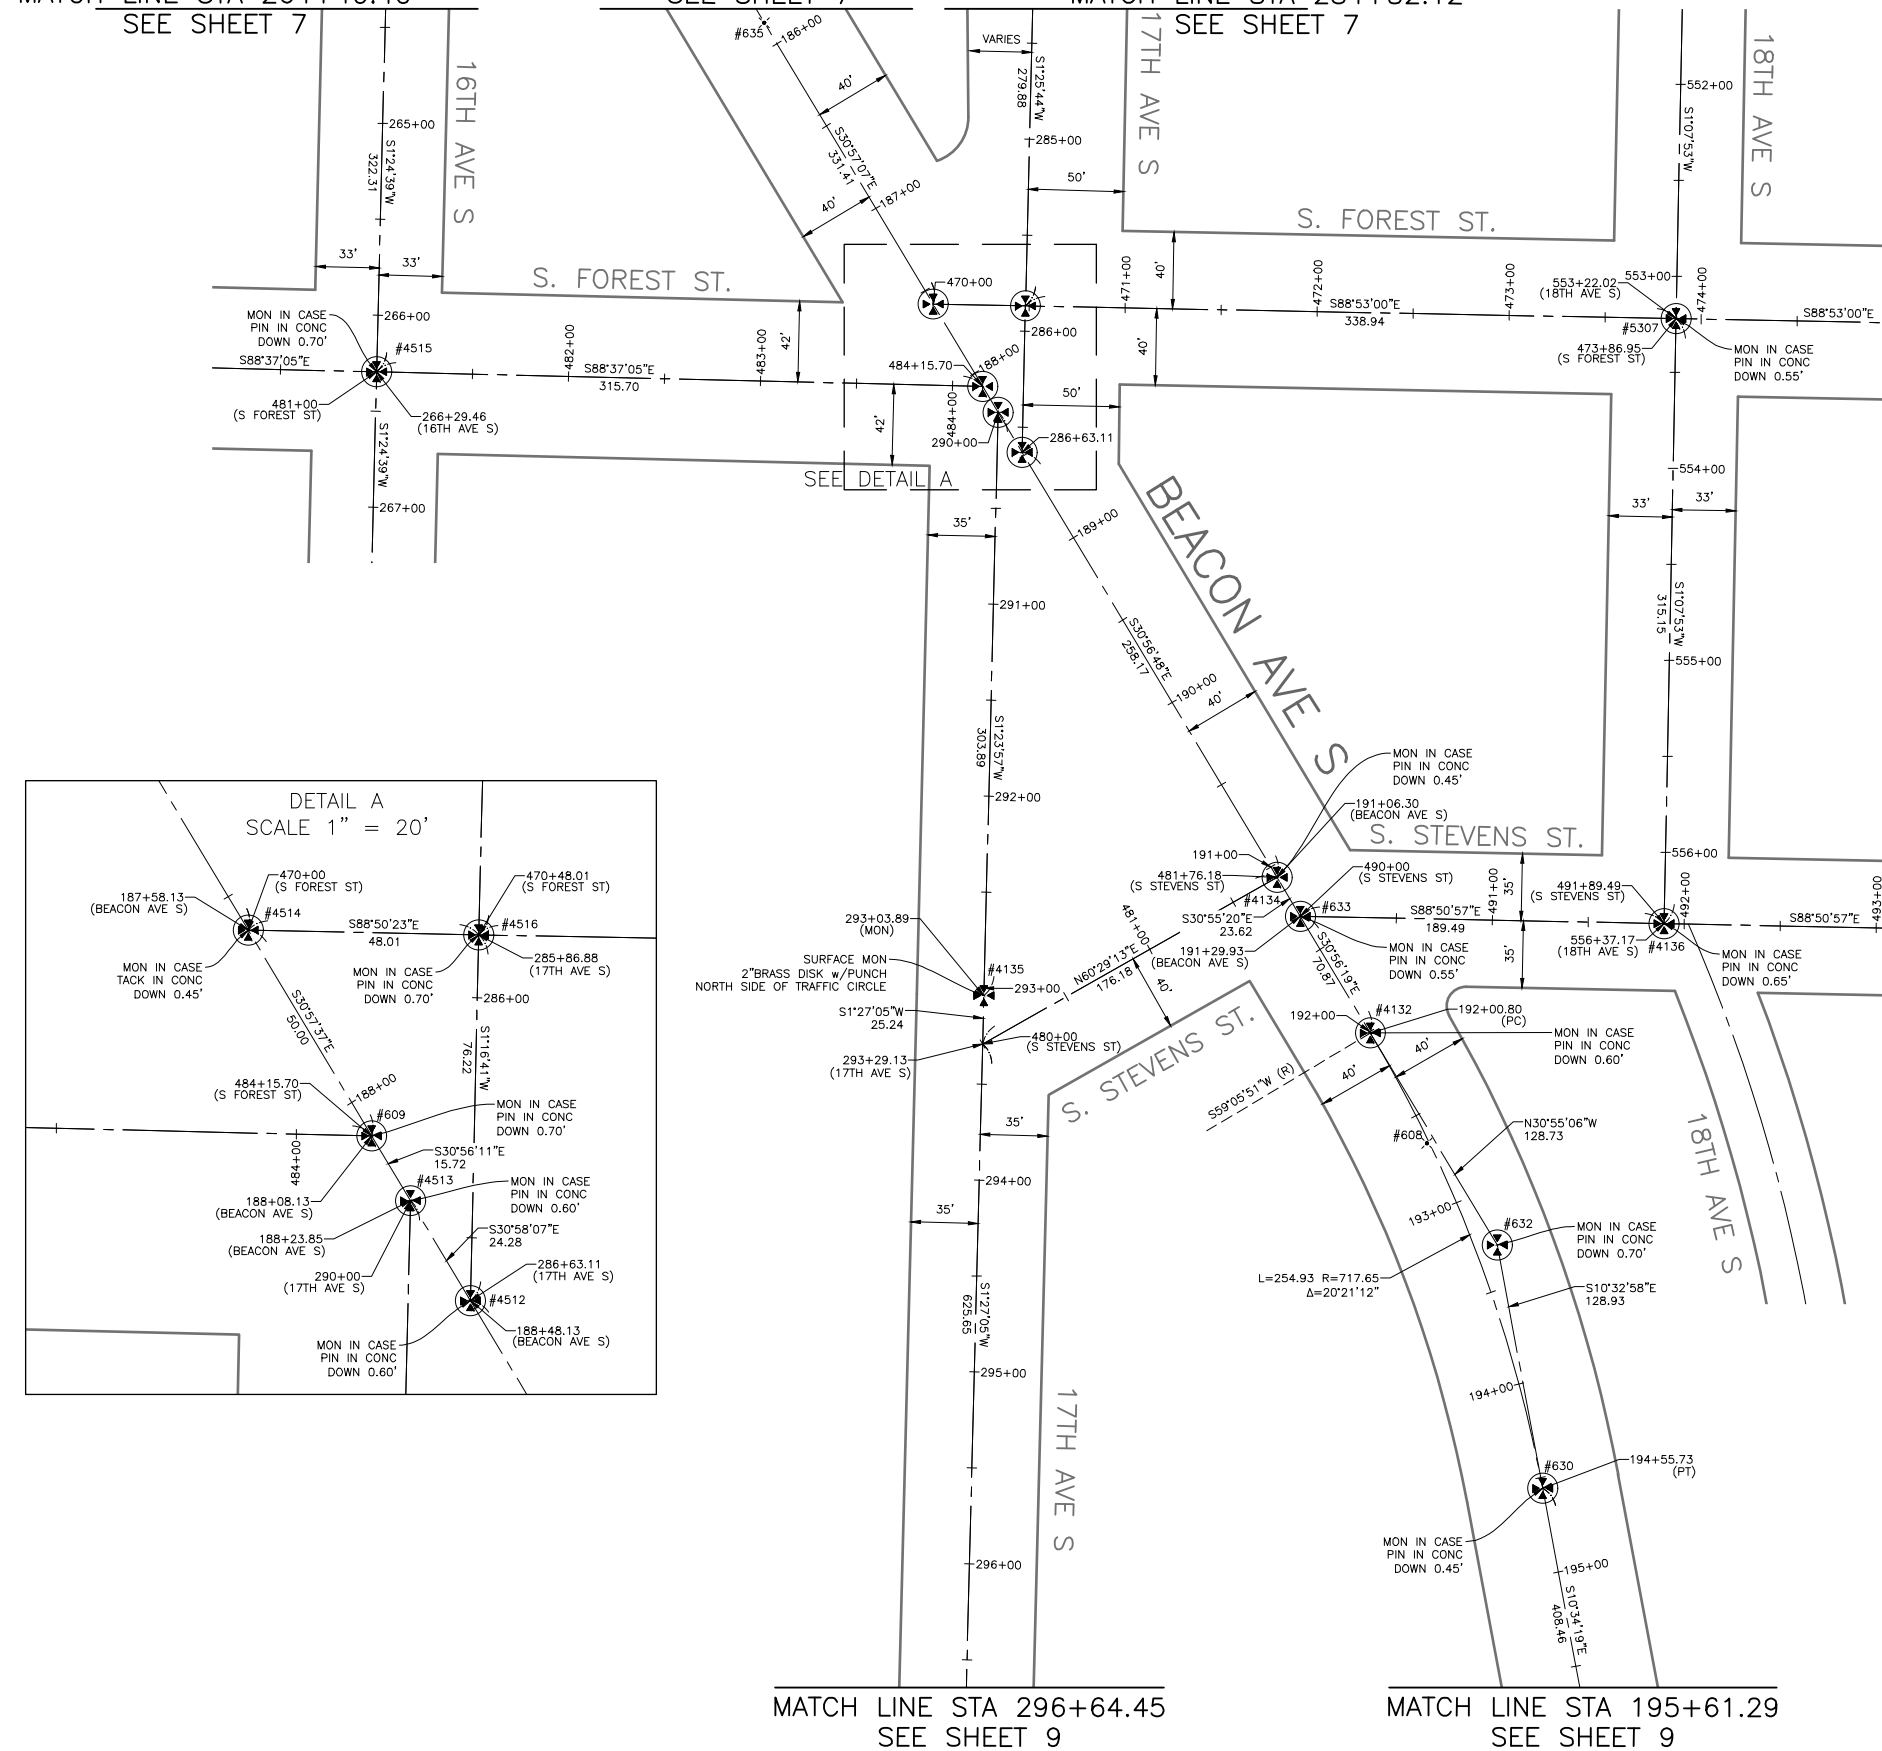 SEE SHEET 7
SEE SHEET 7
#635
186+00
VARIES
17TH AVE S
S1°25'44"W
279.88
16TH AVE S
18TH AVE S
40'
552+00
265+00
S1°24'39"W
322.31
S30°57'07"E
331.41
285+00
S1°07'53"W
187+00
40'
50'
S. FOREST ST.
33'
33'
S. FOREST ST.
470+00
471+00
40'
472+00
473+00
553+22.02
(18TH AVE S)
553+00
474+00
S88°53'00"E
338.94
S88°53'00"E
MON IN CASE
PIN IN CONC
DOWN 0.70'
266+00
#4515
S88°37'05"E
482+00
483+00
42'
S88°37'05"E
315.70
286+00
484+15.70
188+00
40'
#5307
473+86.95
(S FOREST ST)
MON IN CASE
PIN IN CONC
DOWN 0.55'
481+00
(S FOREST ST)
266+29.46
(16TH AVE S)
S1°24'39"W
42'
484+00
50'
290+00
286+63.11
SEE DETAIL A
267+00
554+00
33'
33'
35'
189+00
BEACON AVE S
291+00
S30°56'48"E
258.17
S1°07'53"W
315.15
555+00
190+00
40'
S1°23'57"W
303.89
292+00
MON IN CASE
PIN IN CONC
DOWN 0.45'
191+06.30
(BEACON AVE S)
S. STEVENS ST.
191+00
481+76.18
(S STEVENS ST)
490+00
(S STEVENS ST)
556+00
#4134
S30°55'20"E
23.62
#633
S88°50'57"E
189.49
491+00
35'
35'
491+89.49
(S STEVENS ST)
492+00
493+00
S88°50'57"E
293+03.89
(MON)
SURFACE MON
2"BRASS DISK w/PUNCH
NORTH SIDE OF TRAFFIC CIRCLE
481+00
N60°29'13"E
176.18
40'
191+29.93
(BEACON AVE S)
S30°56'19"E
70.87
MON IN CASE
PIN IN CONC
DOWN 0.55'
556+37.17
(18TH AVE S)
#4136
MON IN CASE
PIN IN CONC
DOWN 0.65'
#4135
293+00
S1°27'05"W
25.24
480+00
(S STEVENS ST)
293+29.13
(17TH AVE S)
192+00
#4132
192+00.80
(PC)
MON IN CASE
PIN IN CONC
DOWN 0.60'
40'
40'
S. STEVENS ST.
S59°05'51"W (R)
35'
#608
N30°55'06"W
128.73
18TH AVE S
294+00
35'
193+00
#632
MON IN CASE
PIN IN CONC
DOWN 0.70'
L=254.93 R=717.65
Δ=20°21'12"
S10°32'58"E
128.93
S1°27'05"W
625.65
295+00
194+00
17TH AVE S
#630
194+55.73
(PT)
MON IN CASE
PIN IN CONC
DOWN 0.45'
296+00
195+00
S10°34'19"E
408.46
MATCH LINE STA 296+64.45
SEE SHEET 9
MATCH LINE STA 195+61.29
SEE SHEET 9
DETAIL A
SCALE 1" = 20'
470+00
(S FOREST ST)
470+48.01
(S FOREST ST)
187+58.13
(BEACON AVE S)
#4514
S88°50'23"E
48.01
#4516
MON IN CASE
TACK IN CONC
DOWN 0.45'
MON IN CASE
PIN IN CONC
DOWN 0.70'
285+86.88
(17TH AVE S)
286+00
S30°57'37"E
50.00
S1°16'41"W
76.22
484+15.70
(S FOREST ST)
188+00
#609
MON IN CASE
PIN IN CONC
DOWN 0.70'
484+00
S30°56'11"E
15.72
188+08.13
(BEACON AVE S)
#4513
MON IN CASE
PIN IN CONC
DOWN 0.60'
188+23.85
(BEACON AVE S)
S30°58'07"E
24.28
290+00
(17TH AVE S)
286+63.11
(17TH AVE S)
#4512
188+48.13
(BEACON AVE S)
MON IN CASE
PIN IN CONC
DOWN 0.60'